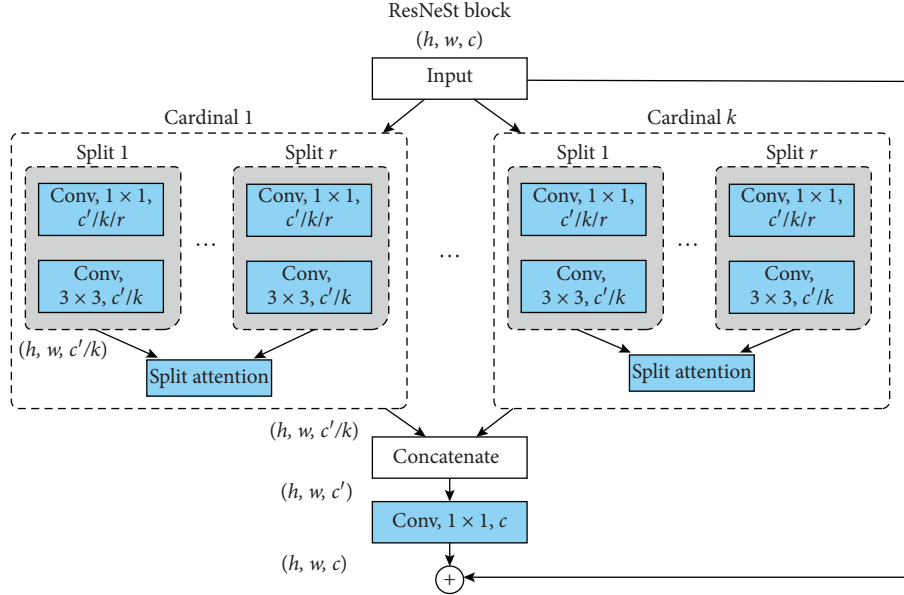 ResNeSt block
(h, w, c)
Input
Cardinal 1
Cardinal k
Split 1
Split r
Split 1
Split r
Conv, 1 × 1,
c′/k/r
Conv, 1 × 1,
c′/k/r
Conv, 1 × 1,
c′/k/r
Conv, 1 × 1,
c′/k/r
...
...
...
Conv,
3 × 3, c′/k
Conv,
3 × 3, c′/k
Conv,
3 × 3, c′/k
Conv,
3 × 3, c′/k
(h, w, c′/k)
Split attention
Split attention
(h, w, c′/k)
Concatenate
(h, w, c′)
Conv, 1 × 1, c
(h, w, c)
+